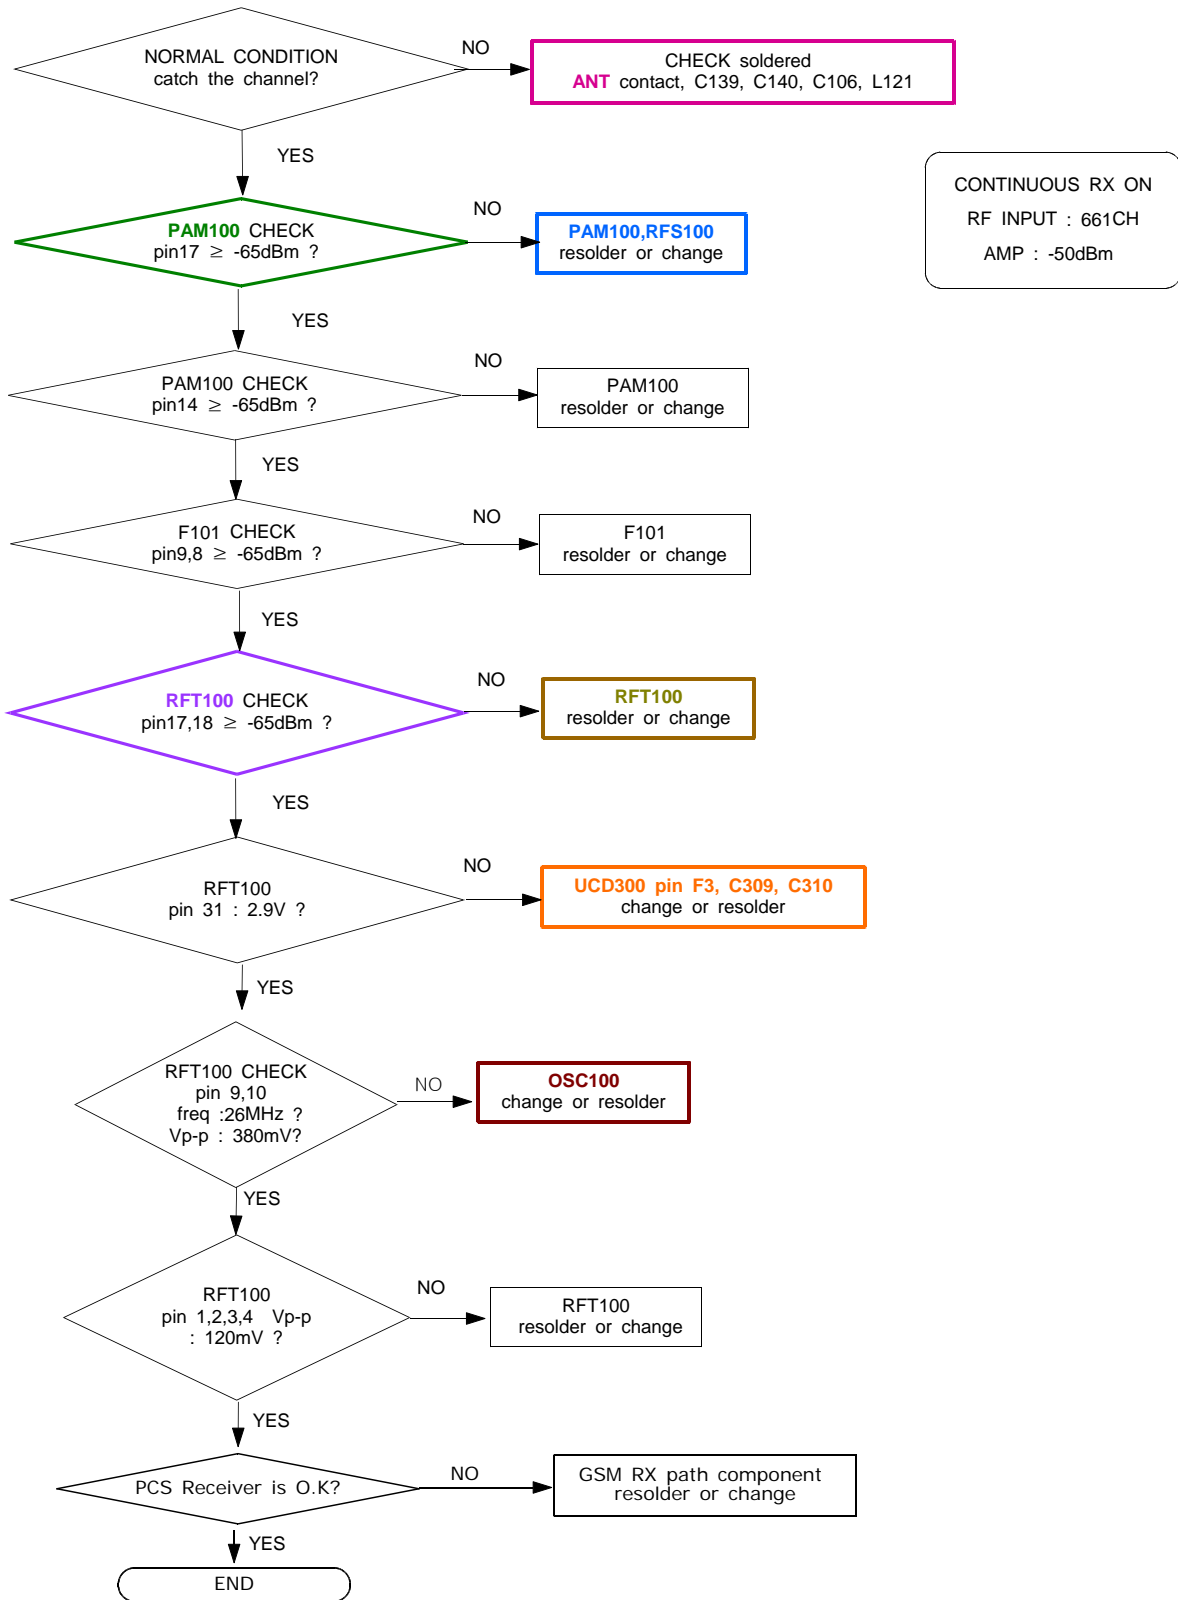 NORMAL CONDITION
catch the channel?
NO
CHECK soldered
ANT contact, C139, C140, C106, L121
YES
CONTINUOUS RX ON
RF INPUT : 661CH
AMP : -50dBm
PAM100 CHECK
pin17 ≥ -65dBm ?
NO
PAM100,RFS100
resolder or change
YES
PAM100 CHECK
pin14 ≥ -65dBm ?
NO
PAM100
resolder or change
YES
F101 CHECK
pin9,8 ≥ -65dBm ?
NO
F101
resolder or change
YES
RFT100 CHECK
pin17,18 ≥ -65dBm ?
NO
RFT100
resolder or change
YES
RFT100
pin 31 : 2.9V ?
NO
UCD300 pin F3, C309, C310
change or resolder
YES
RFT100 CHECK
pin 9,10
freq :26MHz ?
Vp-p : 380mV?
NO
OSC100
change or resolder
YES
RFT100
pin 1,2,3,4 Vp-p
: 120mV ?
NO
RFT100
resolder or change
YES
PCS Receiver is O.K?
NO
GSM RX path component
resolder or change
YES
END